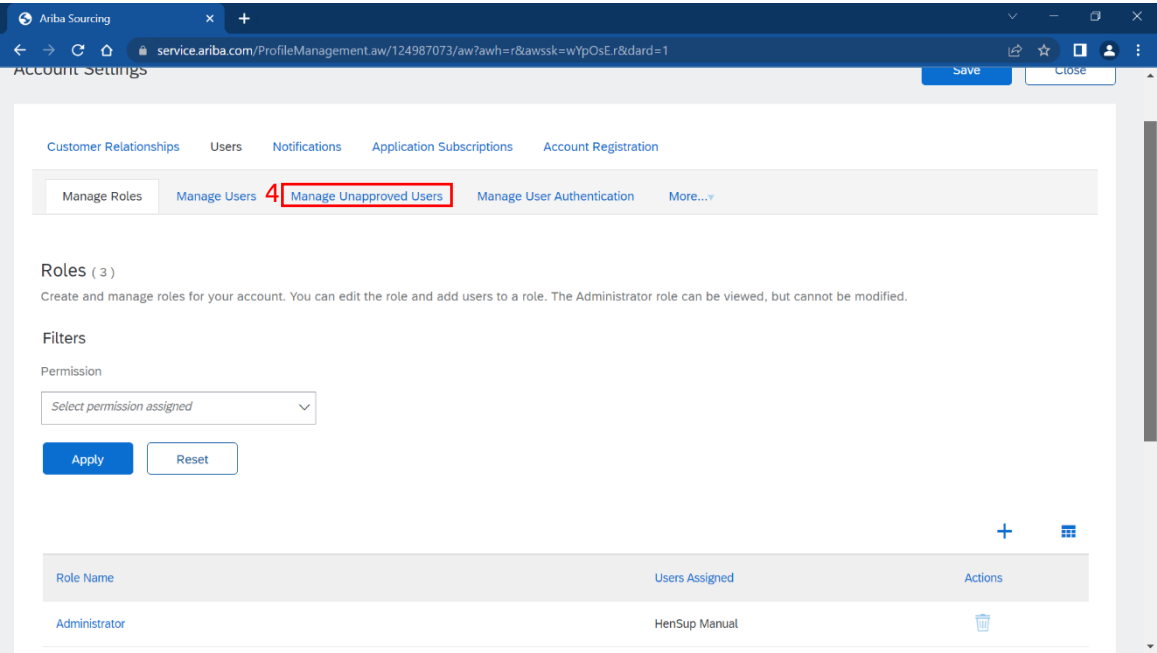 Ariba Sourcing
service.ariba.com/ProfileManagement.aw/124987073/aw?awh=r&awssk=wYpOsE.r&dard=1
Account Settings
Save
Close
Customer Relationships Users Notifications Application Subscriptions Account Registration
Manage Roles Manage Users 4 Manage Unapproved Users Manage User Authentication More...
Roles (3)
Create and manage roles for your account. You can edit the role and add users to a role. The Administrator role can be viewed, but cannot be modified.
Filters
Permission
Select permission assigned
Apply Reset
Role Name Users Assigned Actions
Administrator HenSup Manual